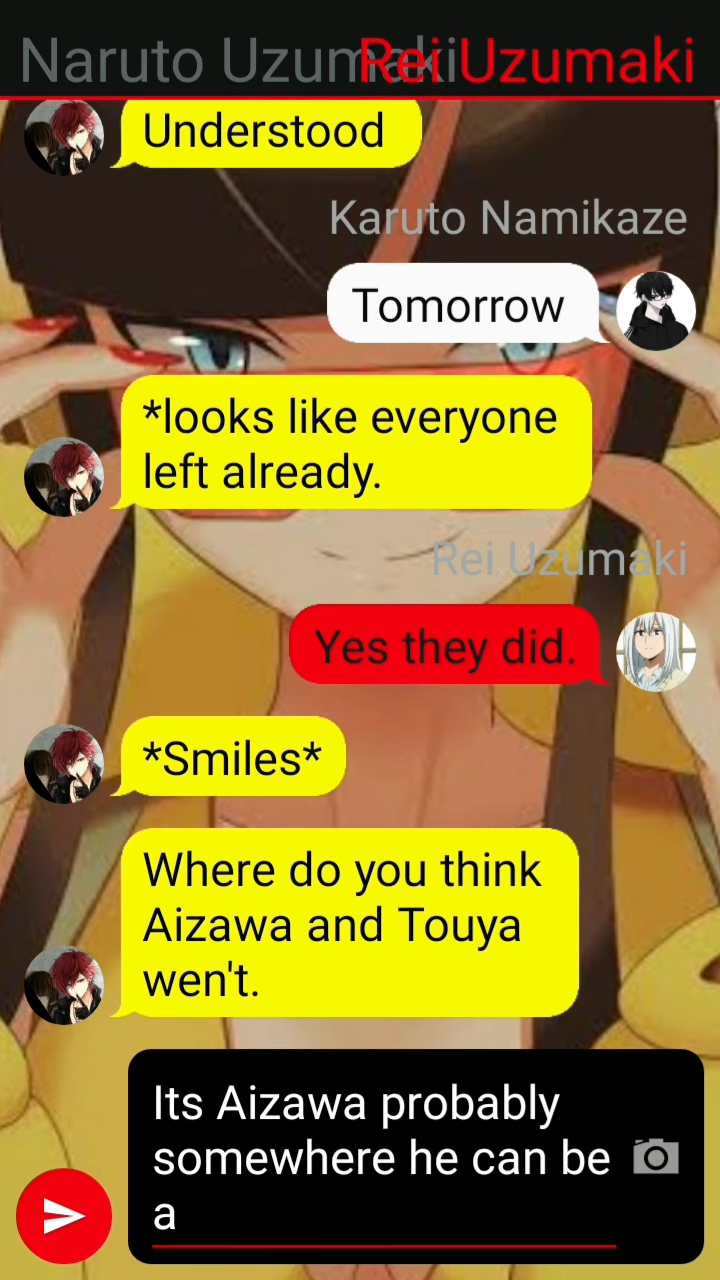 Naruto Uzumaki Rei Uzumaki
Understood
Karuto Namikaze
Tomorrow
*looks like everyone
left already.
Rei Uzumaki
Yes they did.
*Smiles*
Where do you think
Aizawa and Touya
wen't.
Its Aizawa probably
somewhere he can be
a